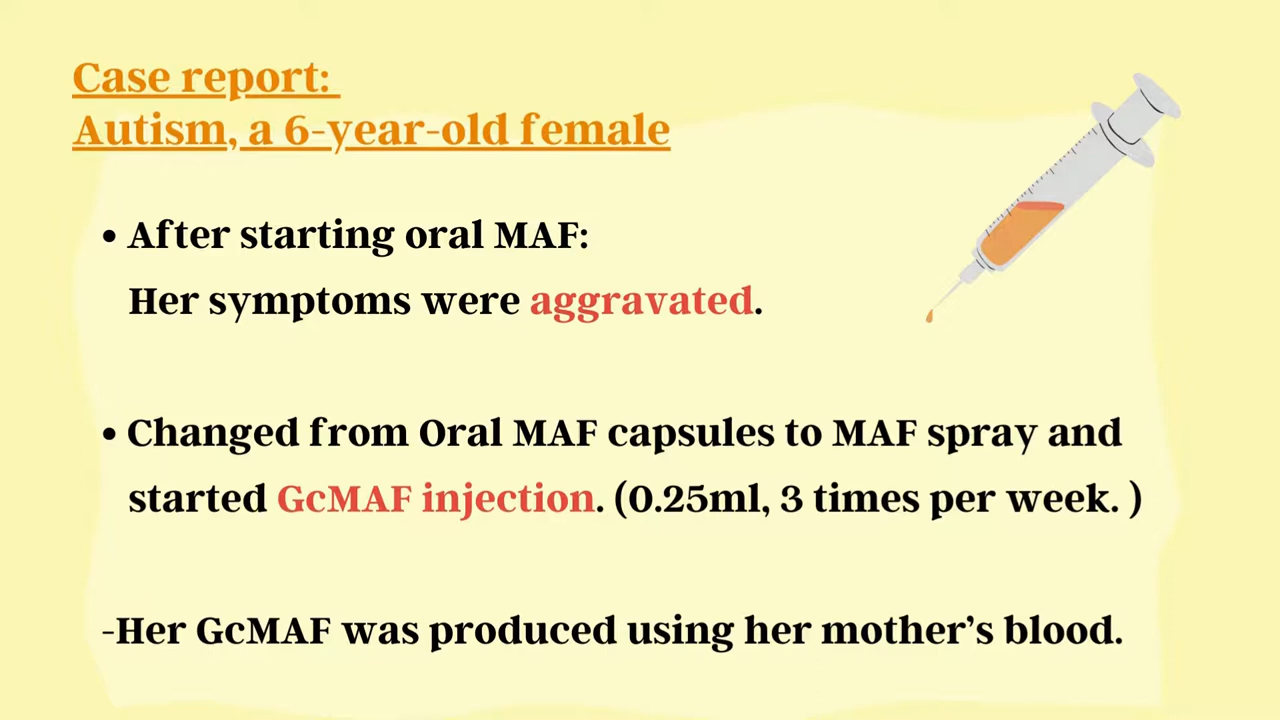 Case report:
Autism, a 6-year-old female
• After starting oral MAF:
Her symptoms were aggravated.
• Changed from Oral MAF capsules to MAF spray and
started GcMAF injection. (0.25ml, 3 times per week. )
-Her GcMAF was produced using her mother’s blood.